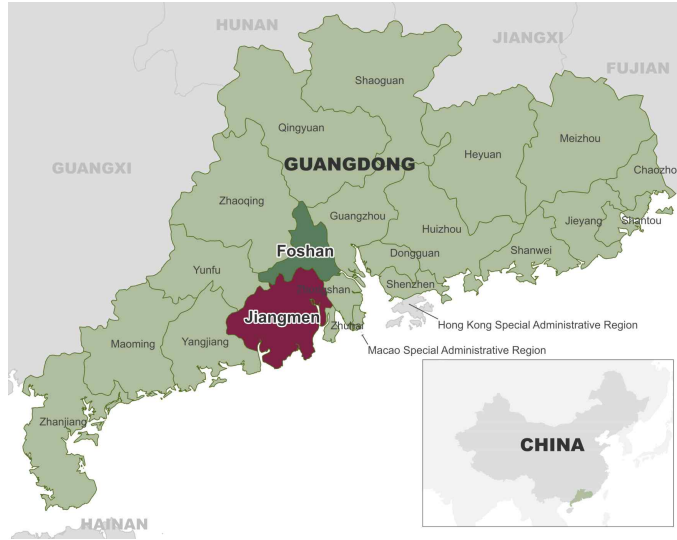 HUNAN
JIANGXI
FUJIAN
Shaoguan
Qingyuan
Meizhou
GUANGXI
GUANGDONG
Heyuan
Chaozho
Zhaoqing
Guangzhou
Huizhou
Jieyang
Shantou
Foshan
Dongguan
Shanwei
Yunfu
Shenzhen
Jiangmen
Zhuhai
Hong Kong Special Administrative Region
Maoming
Yangjiang
Macao Special Administrative Region
Zhanjiang
CHINA
HAINAN